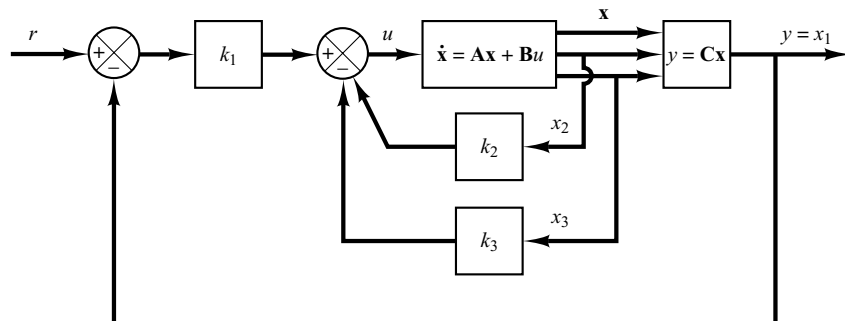 x
r
+
−
k₁
+
−
u
ẋ = Ax + Bu
y = Cx
y = x₁
k₂
x₂
k₃
x₃